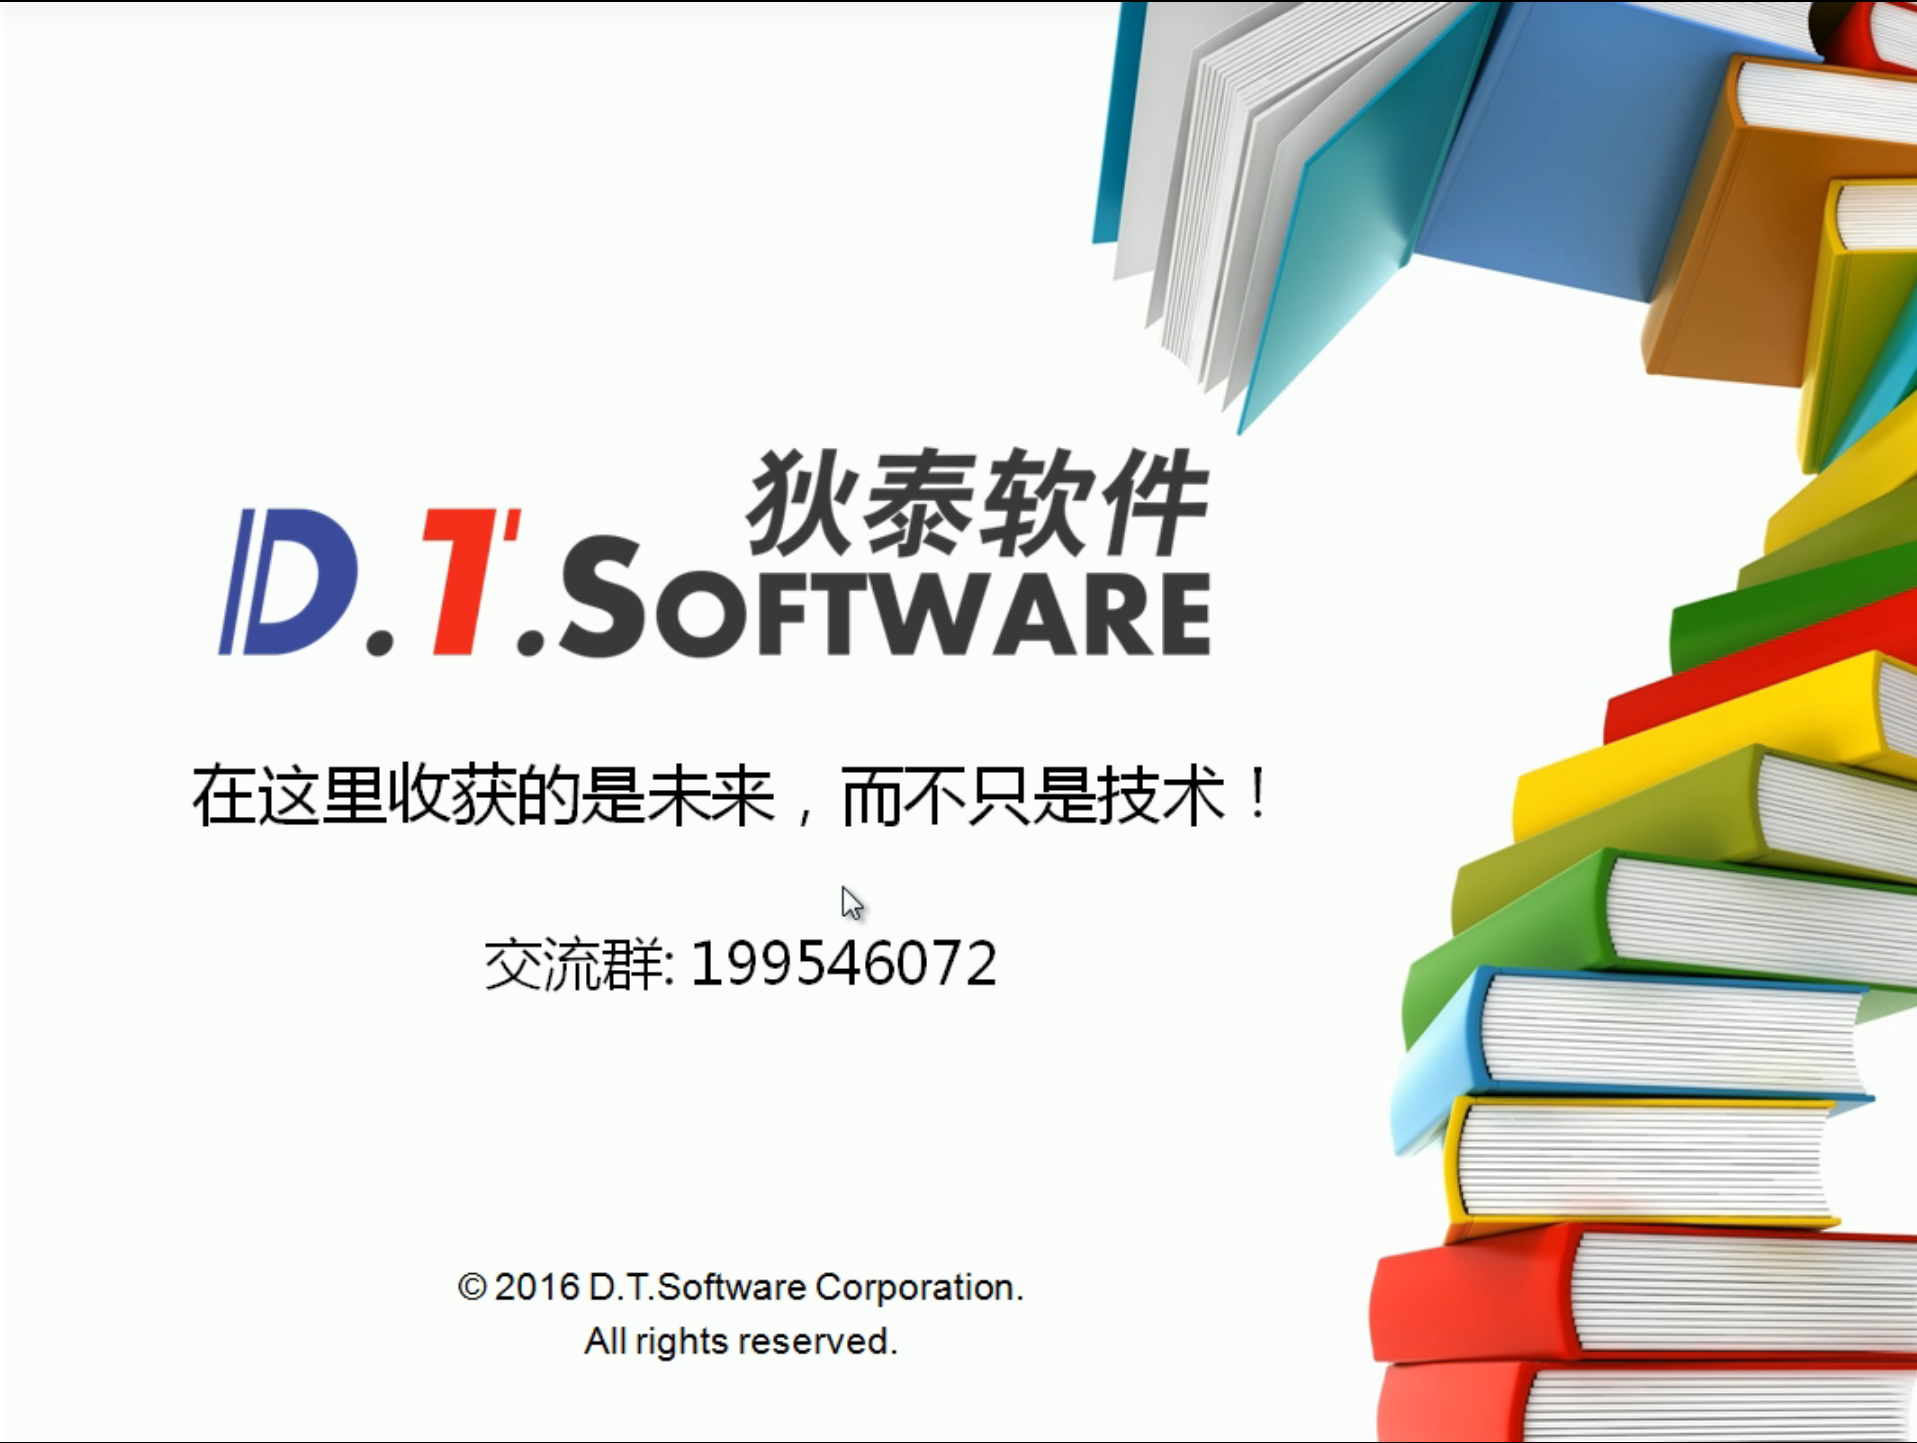 狄泰软件
D.T.SOFTWARE
在这里收获的是未来，而不只是技术！
交流群: 199546072
© 2016 D.T.Software Corporation.
All rights reserved.